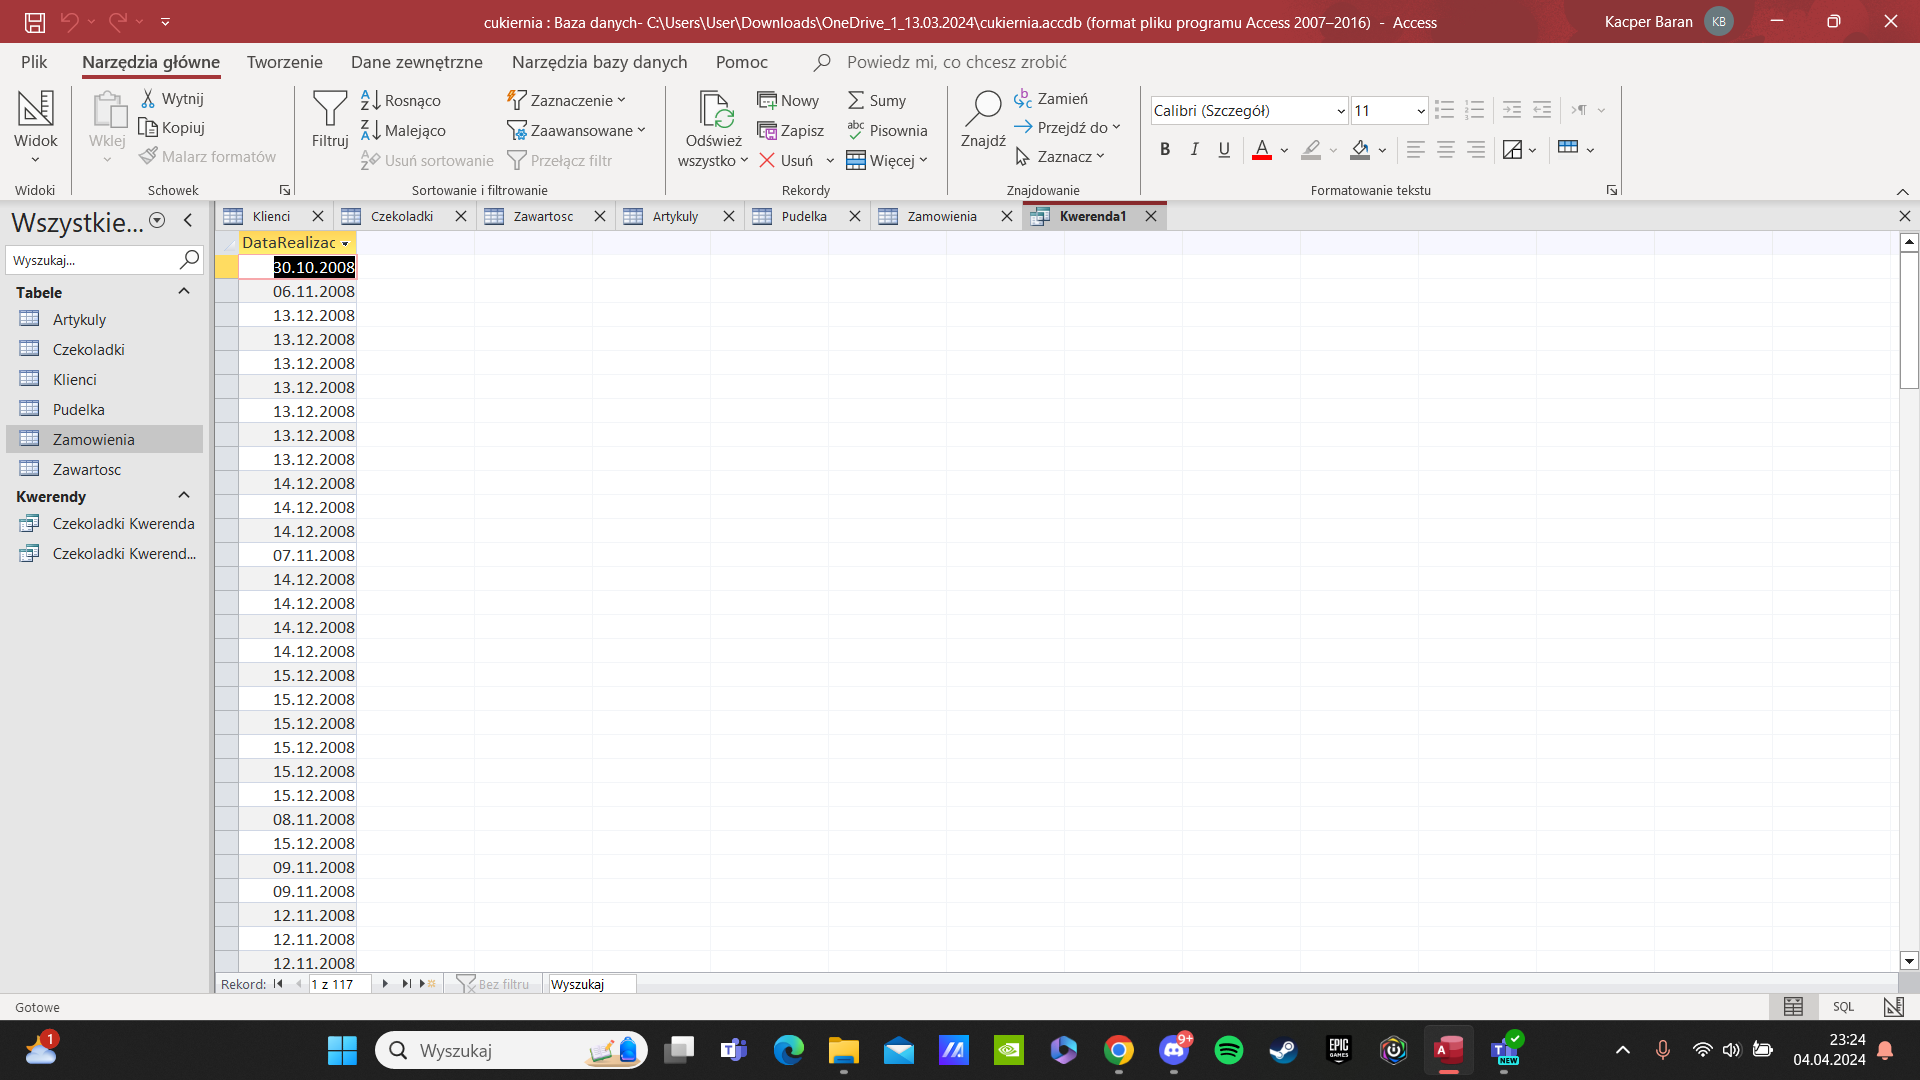 cukiernia : Baza danych- C:\Users\User\Downloads\OneDrive_1_13.03.2024\cukiernia.accdb (format pliku programu Access 2007–2016) - Access
Kacper Baran KB
Plik Narzędzia główne Tworzenie Dane zewnętrzne Narzędzia bazy danych Pomoc Powiedz mi, co chcesz zrobić
Widok
Widoki
Wklej
Wytnij
Kopiuj
Malarz formatów
Schowek
Filtruj
Rosnąco
Malejąco
Usuń sortowanie
Zaznaczenie
Zaawansowane
Przełącz filtr
Sortowanie i filtrowanie
Odśwież
wszystko
Nowy
Zapisz
Usuń
Sumy
Pisownia
Więcej
Rekordy
Znajdź
Zamień
Przejdź do
Zaznacz
Znajdowanie
Calibri (Szczegół) 11
B I U A
Formatowanie tekstu
Wszystkie...
Wyszukaj...
Tabele
Artykuly
Czekoladki
Klienci
Pudelka
Zamowienia
Zawartosc
Kwerendy
Czekoladki Kwerenda
Czekoladki Kwerend...
Klienci Czekoladki Zawartosc Artykuly Pudelka Zamowienia Kwerenda1
DataRealizac
30.10.2008
06.11.2008
13.12.2008
13.12.2008
13.12.2008
13.12.2008
13.12.2008
13.12.2008
13.12.2008
14.12.2008
14.12.2008
14.12.2008
07.11.2008
14.12.2008
14.12.2008
14.12.2008
14.12.2008
15.12.2008
15.12.2008
15.12.2008
15.12.2008
15.12.2008
15.12.2008
08.11.2008
15.12.2008
09.11.2008
09.11.2008
12.11.2008
12.11.2008
12.11.2008
Rekord: 1 z 117 Bez filtru Wyszukaj
Gotowe
SQL
1
Wyszukaj
9+
EPIC
GAMES
A
NEW
23:24
04.04.2024